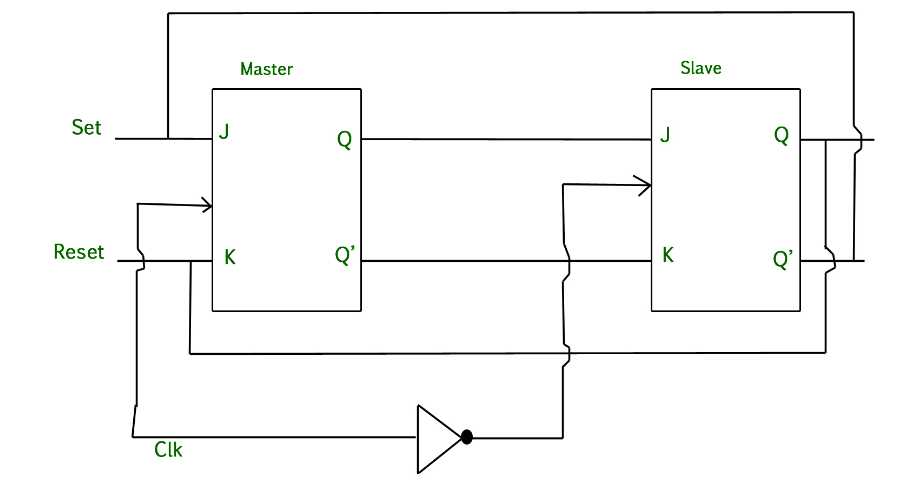 Master
Slave
Set
J
Q
J
Q
Reset
K
Q'
K
Q'
Clk